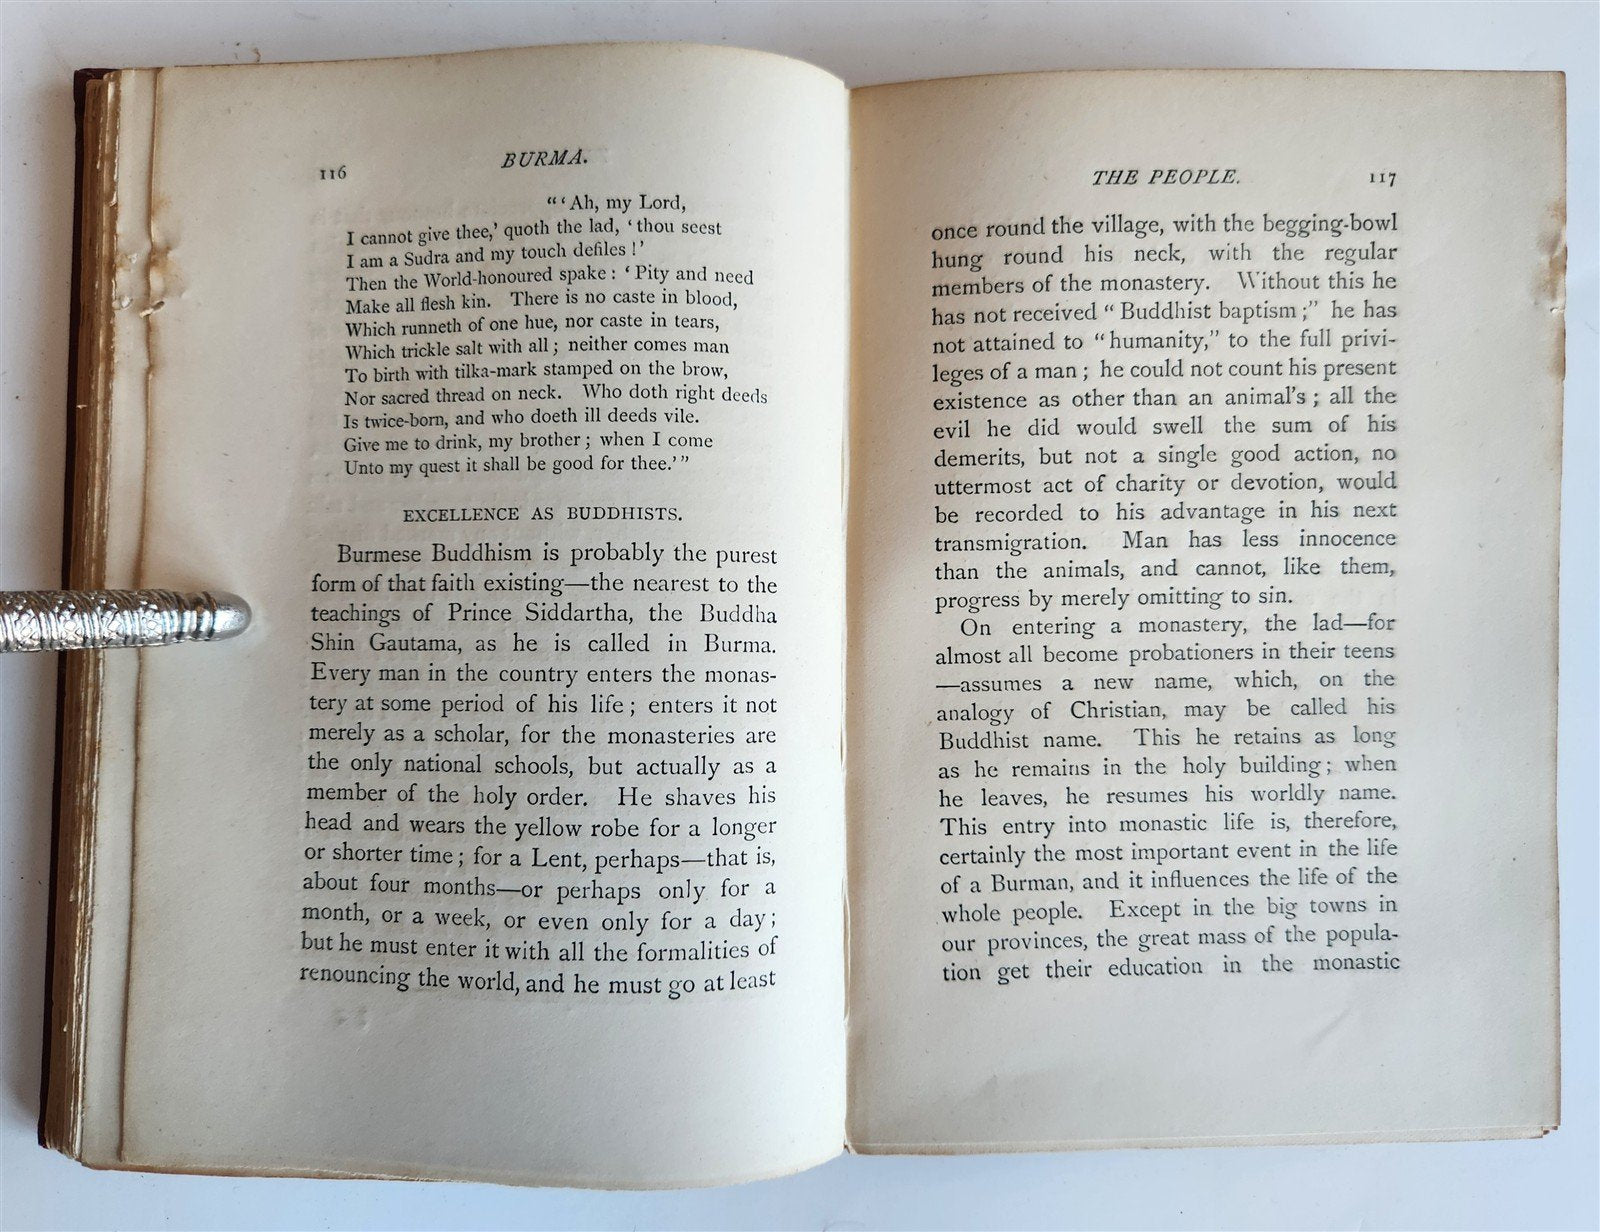 116
BURMA.
"'Ah, my Lord,
I cannot give thee,' quoth the lad, 'thou seest
I am a Sudra and my touch defiles!'
Then the World-honoured spake: 'Pity and need
Make all flesh kin. There is no caste in blood,
Which runneth of one hue, nor caste in tears,
Which trickle salt with all; neither comes man
To birth with tilka-mark stamped on the brow,
Nor sacred thread on neck. Who doth right deeds
Is twice-born, and who doeth ill deeds vile.
Give me to drink, my brother; when I come
Unto my quest it shall be good for thee.'"
EXCELLENCE AS BUDDHISTS.
Burmese Buddhism is probably the purest
form of that faith existing—the nearest to the
teachings of Prince Siddartha, the Buddha
Shin Gautama, as he is called in Burma.
Every man in the country enters the monas-
tery at some period of his life; enters it not
merely as a scholar, for the monasteries are
the only national schools, but actually as a
member of the holy order. He shaves his
head and wears the yellow robe for a longer
or shorter time; for a Lent, perhaps—that is,
about four months—or perhaps only for a
month, or a week, or even only for a day;
but he must enter it with all the formalities of
renouncing the world, and he must go at least
THE PEOPLE.
117
once round the village, with the begging-bowl
hung round his neck, with the regular
members of the monastery. Without this he
has not received "Buddhist baptism;" he has
not attained to "humanity," to the full privi-
leges of a man; he could not count his present
existence as other than an animal's; all the
evil he did would swell the sum of his
demerits, but not a single good action, no
uttermost act of charity or devotion, would
be recorded to his advantage in his next
transmigration. Man has less innocence
than the animals, and cannot, like them,
progress by merely omitting to sin.
On entering a monastery, the lad—for
almost all become probationers in their teens
—assumes a new name, which, on the
analogy of Christian, may be called his
Buddhist name. This he retains as long
as he remains in the holy building; when
he leaves, he resumes his worldly name.
This entry into monastic life is, therefore,
certainly the most important event in the life
of a Burman, and it influences the life of the
whole people. Except in the big towns in
our provinces, the great mass of the popula-
tion get their education in the monastic